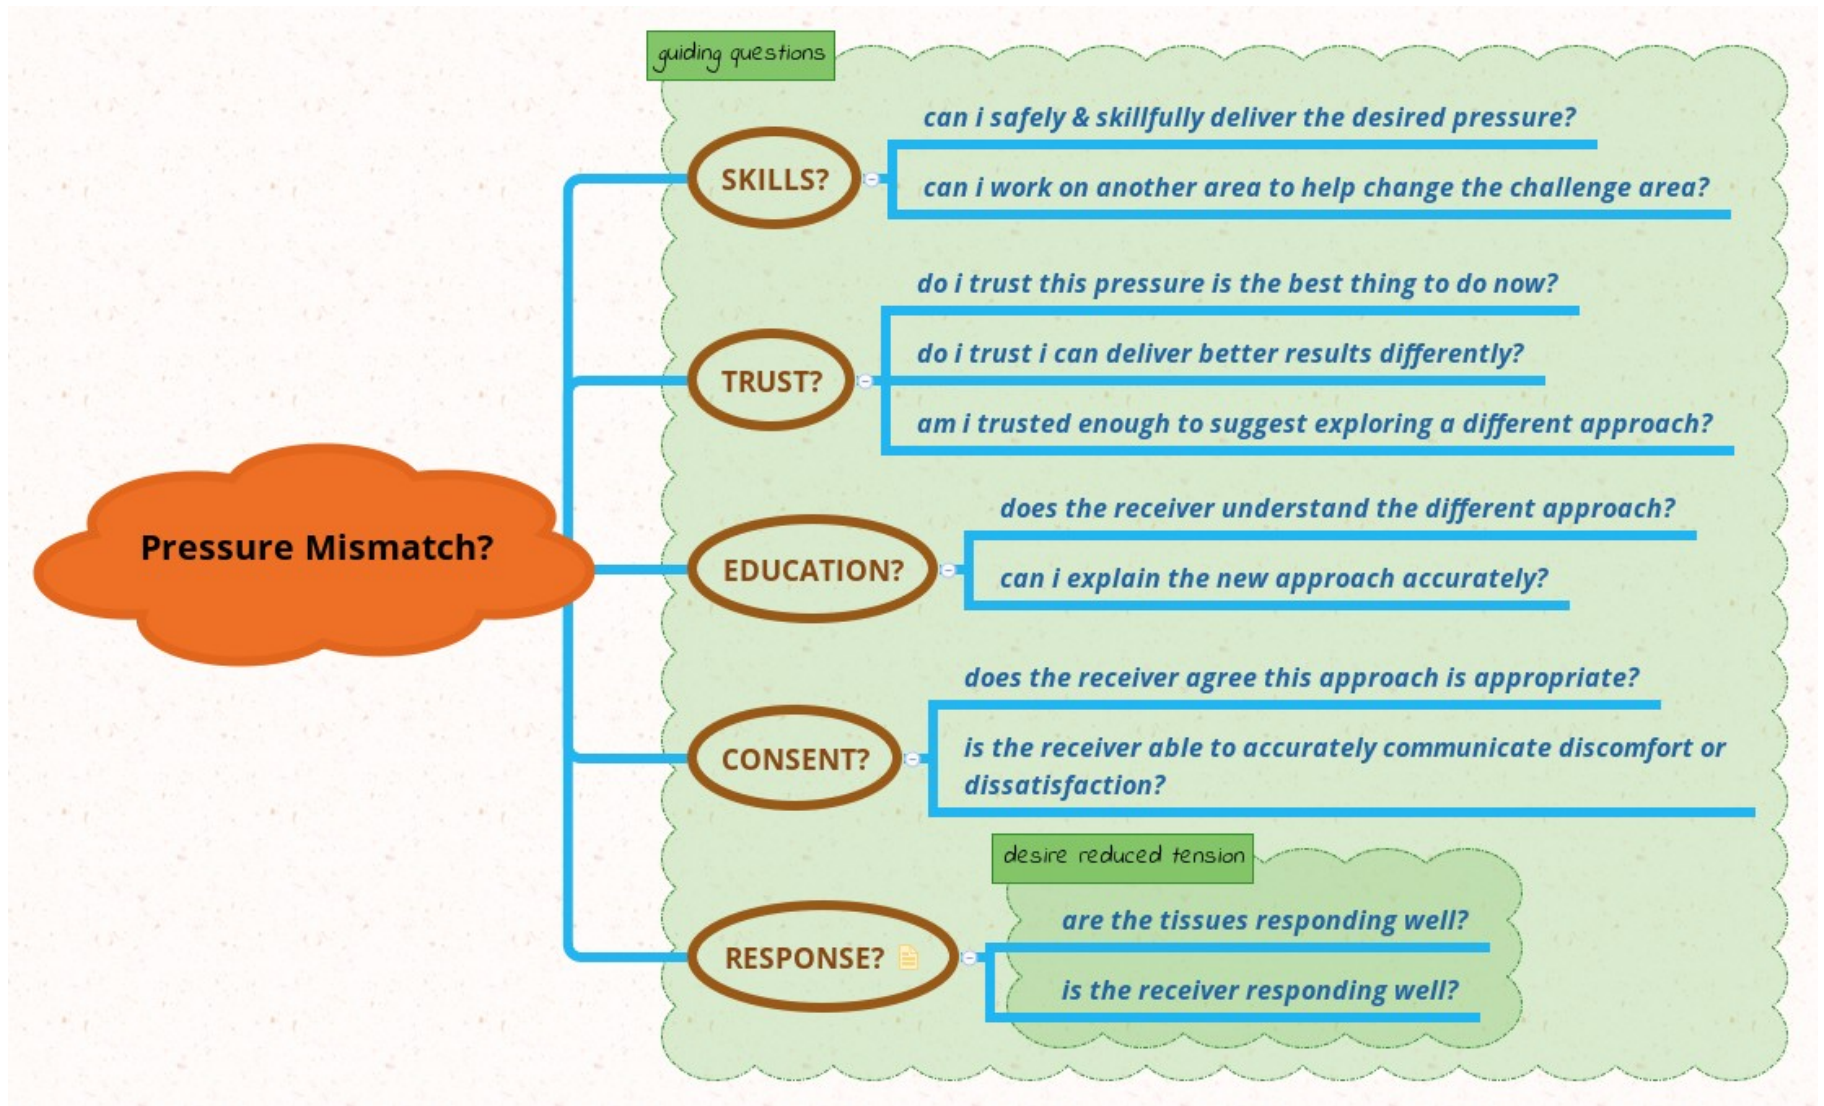 guiding questions
SKILLS?
can i safely & skillfully deliver the desired pressure?
can i work on another area to help change the challenge area?
TRUST?
do i trust this pressure is the best thing to do now?
do i trust i can deliver better results differently?
am i trusted enough to suggest exploring a different approach?
Pressure Mismatch?
EDUCATION?
does the receiver understand the different approach?
can i explain the new approach accurately?
CONSENT?
does the receiver agree this approach is appropriate?
is the receiver able to accurately communicate discomfort or
dissatisfaction?
desire reduced tension
RESPONSE?
are the tissues responding well?
is the receiver responding well?